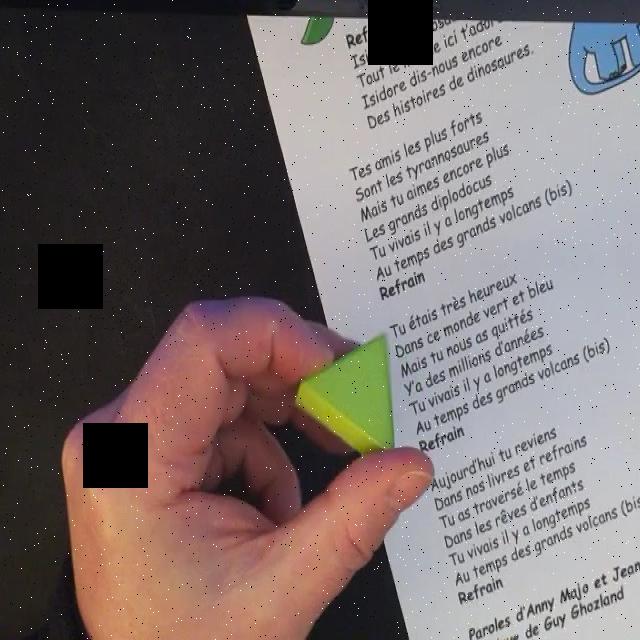 Tout le ici t'adore
Isidore dis-nous encore
Des histoires de dinosaures.
Tes amis les plus forts
Sont les tyrannosaures
Mais tu aimes encore plus
Les grands diplodocus
Tu vivais il y a longtemps
Au temps des grands volcans (bis)
Refrain
Tu étais très heureux
Dans ce monde vert et bleu
Mais tu nous as quittés
Y'a des millions d'années
Tu vivais il y a longtemps
Au temps des grands volcans (bis)
Refrain
Aujourd'hui tu reviens
Dans nos livres et refrains
Tu as traversé le temps
Dans les rêves d'enfants
Tu vivais il y a longtemps
Au temps des grands volcans (bis
Refrain
Paroles d'Anny Majo et Jean
de Guy Ghozland